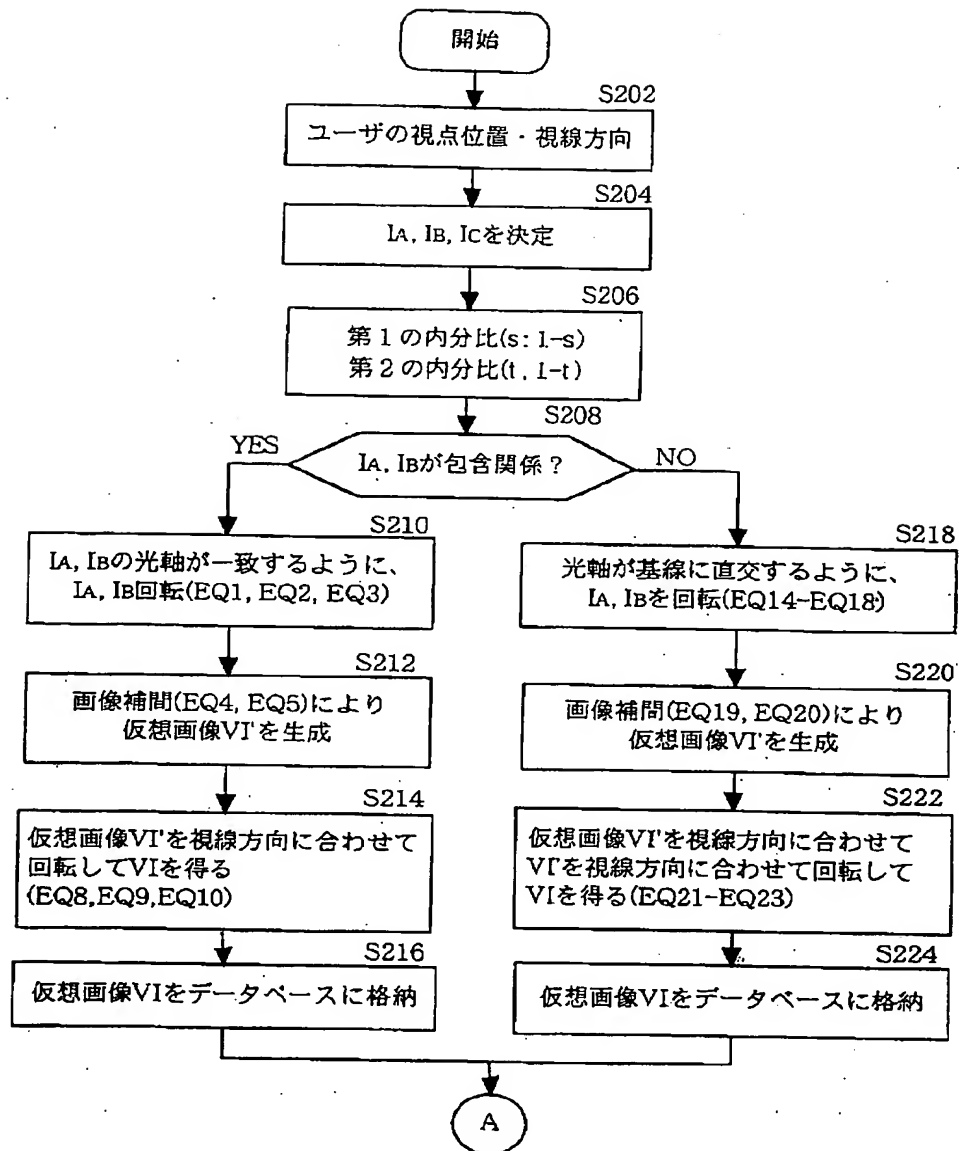 開始
S202
ユーザの視点位置・視線方向
S204
IA, IB, ICを決定
S206
第1の内分比(s: 1-s)
第2の内分比(t, 1-t)
S208
YES
IA, IBが包含関係？
NO
S210
IA, IBの光軸が一致するように、
IA, IB回転(EQ1, EQ2, EQ3)
S218
光軸が基線に直交するように、
IA, IBを回転(EQ14-EQ18)
S212
画像補間(EQ4, EQ5)により
仮想画像VI'を生成
S220
画像補間(EQ19, EQ20)により
仮想画像VI'を生成
S214
仮想画像VI'を視線方向に合わせて
回転してVIを得る
(EQ8,EQ9,EQ10)
S222
仮想画像VI'を視線方向に合わせて
VI'を視線方向に合わせて回転して
VIを得る(EQ21-EQ23)
S216
仮想画像VIをデータベースに格納
S224
仮想画像VIをデータベースに格納
A